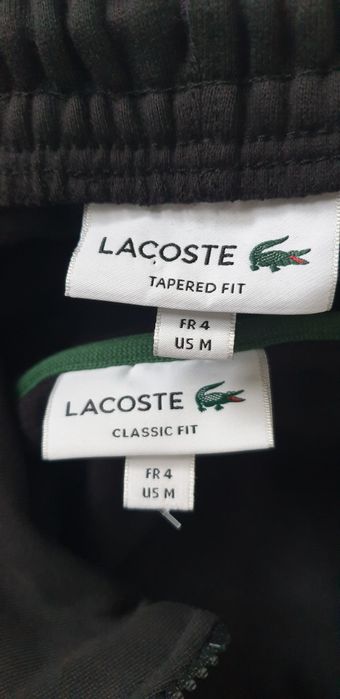 LACOSTE
TAPERED FIT
FR 4
US M
LACOSTE
CLASSIC FIT
FR 4
US M